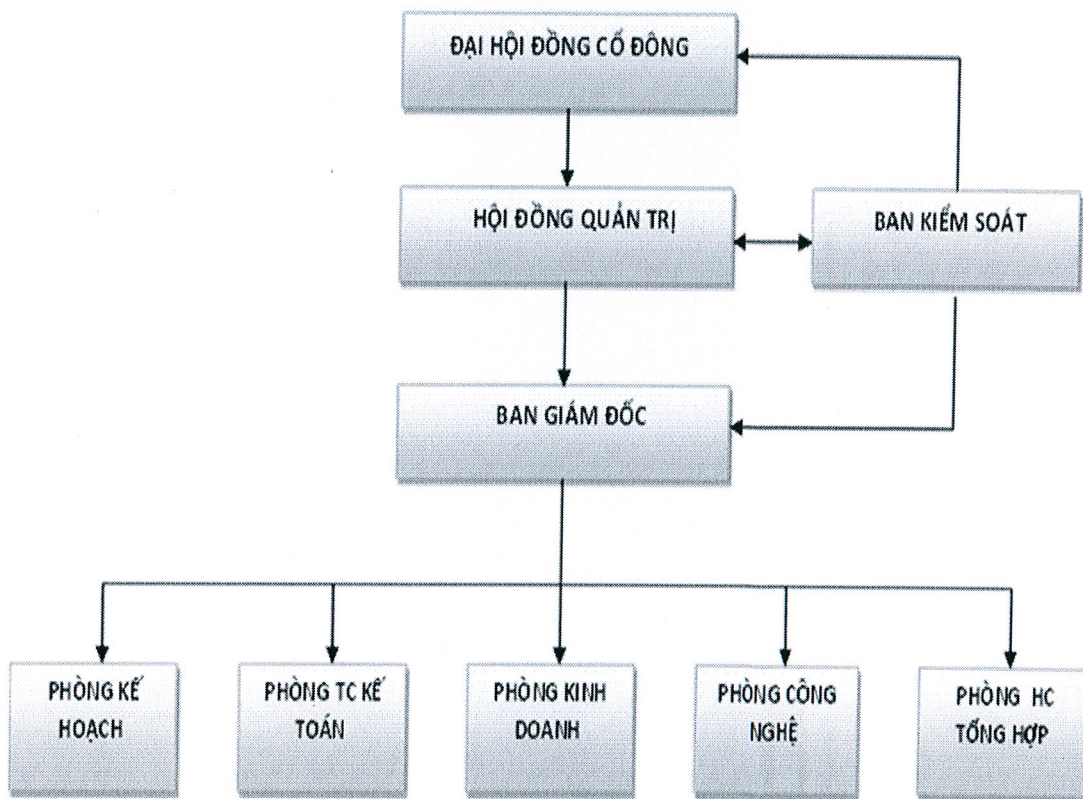 ĐẠI HỘI ĐỒNG CỔ ĐÔNG
HỘI ĐỒNG QUẢN TRỊ
BAN KIỂM SOÁT
BAN GIÁM ĐỐC
PHÒNG KẾ
HOẠCH
PHÒNG TC KẾ
TOÁN
PHÒNG KINH
DOANH
PHÒNG CÔNG
NGHỆ
PHÒNG HC
TỔNG HỢP